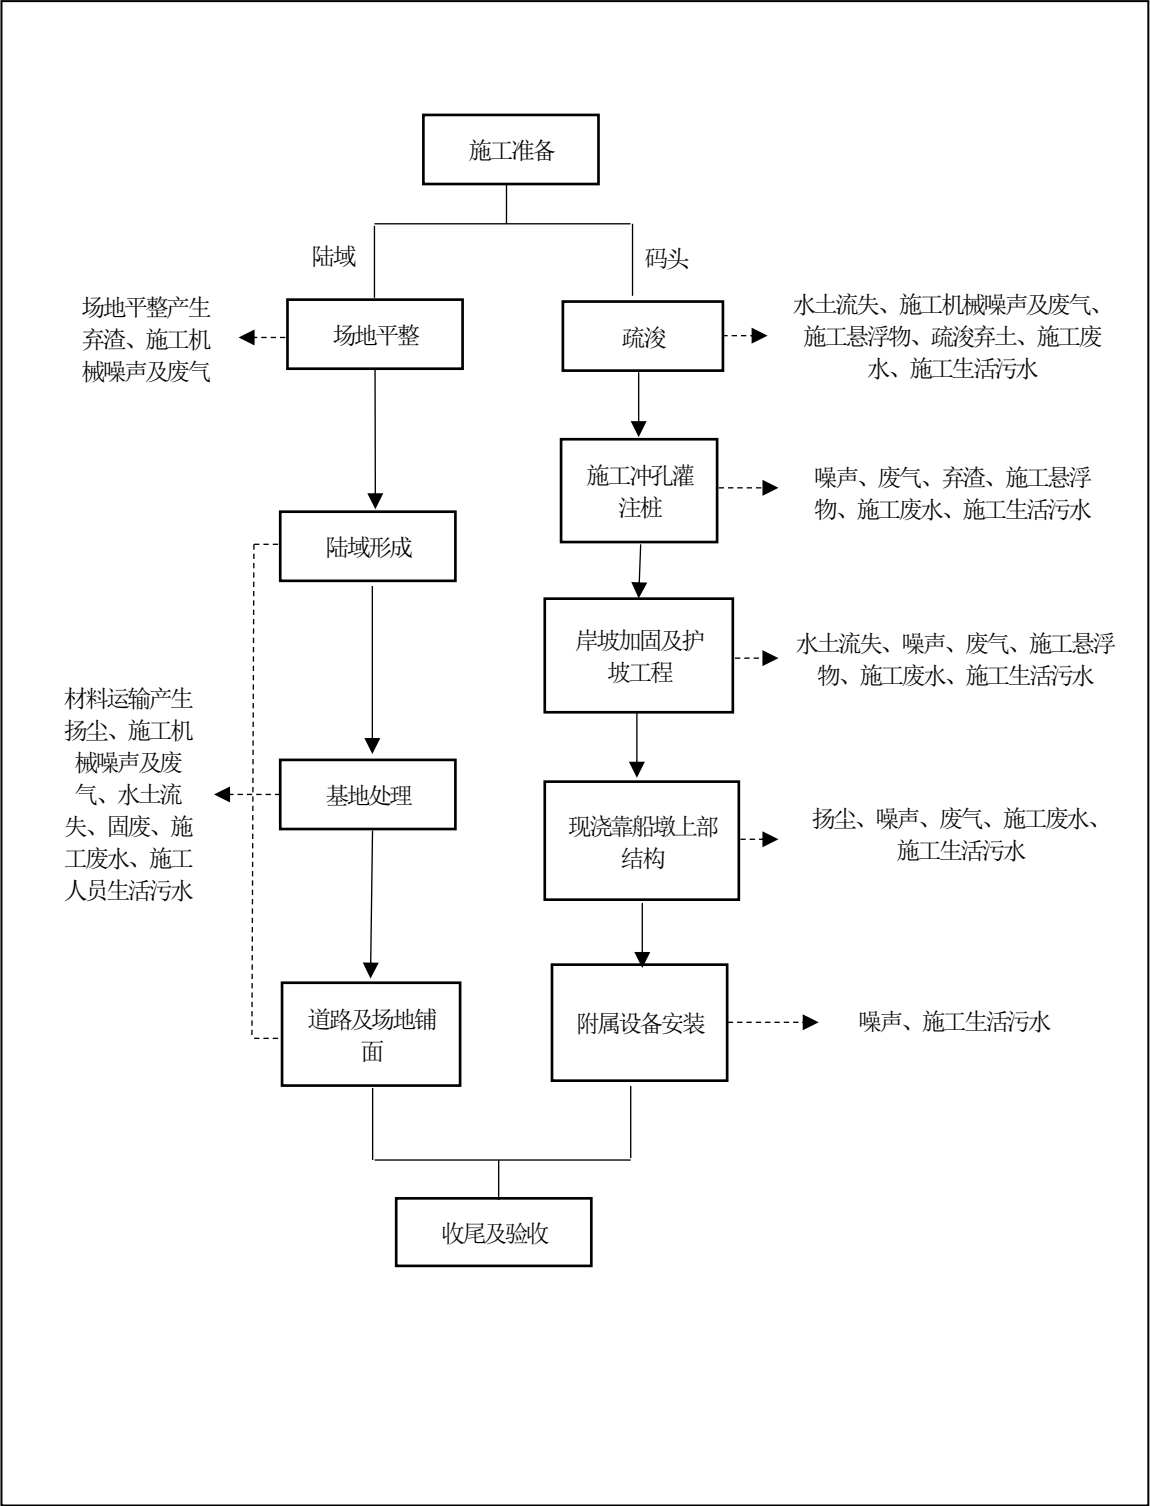 施工准备
陆域
码头
场地平整产生
弃渣、施工机
械噪声及废气
场地平整
疏浚
水土流失、施工机械噪声及废气、
施工悬浮物、疏浚弃土、施工废
水、施工生活污水
施工冲孔灌
注桩
噪声、废气、弃渣、施工悬浮
物、施工废水、施工生活污水
陆域形成
岸坡加固及护
坡工程
水土流失、噪声、废气、施工悬浮
物、施工废水、施工生活污水
材料运输产生
扬尘、施工机
械噪声及废
气、水土流
失、固废、施
工废水、施工
人员生活污水
基地处理
现浇靠船墩上部
结构
扬尘、噪声、废气、施工废水、
施工生活污水
道路及场地铺
面
附属设备安装
噪声、施工生活污水
收尾及验收